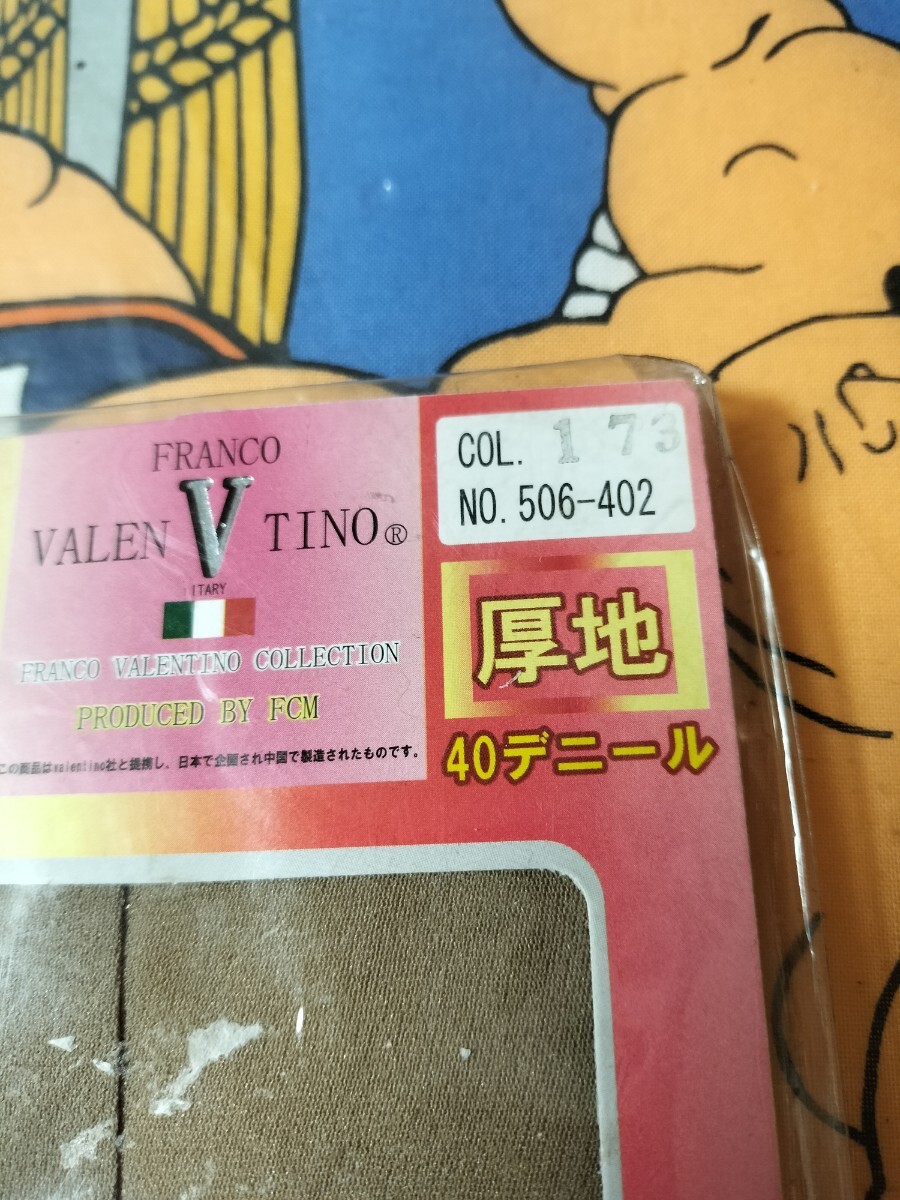 FRANCO
VALEN V TINO®
ITARY
FRANCO VALENTINO COLLECTION
PRODUCED BY FCM
この商品はvalentino社と提携し、日本で企画され中国で製造されたものです。
COL. 173
NO. 506-402
厚地
40デニール